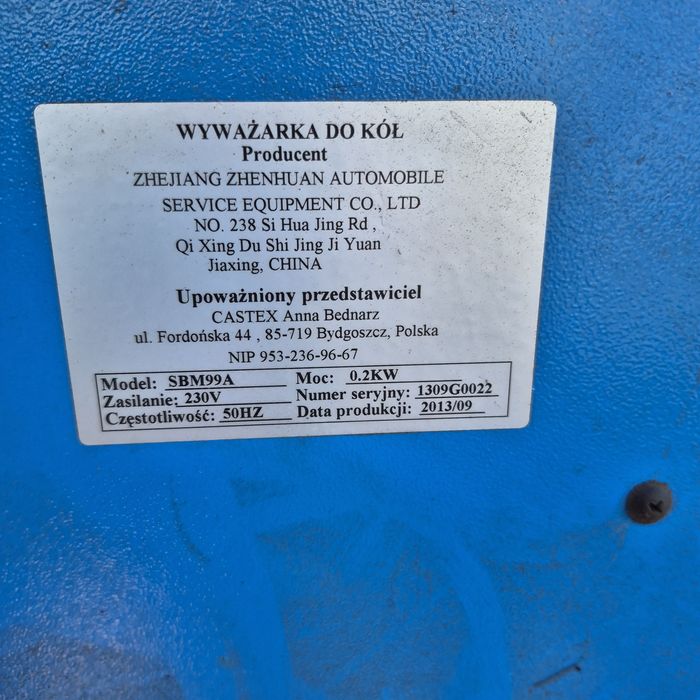 WYWAŻARKA DO KÓŁ
Producent
ZHEJIANG ZHENHUAN AUTOMOBILE
SERVICE EQUIPMENT CO., LTD
NO. 238 Si Hua Jing Rd ,
Qi Xing Du Shi Jing Ji Yuan
Jiaxing, CHINA
Upoważniony przedstawiciel
CASTEX Anna Bednarz
ul. Fordońska 44 , 85-719 Bydgoszcz, Polska
NIP 953-236-96-67
Model: SBM99A Moc: 0.2KW
Zasilanie: 230V Numer seryjny: 1309G0022
Częstotliwość: 50HZ Data produkcji: 2013/09